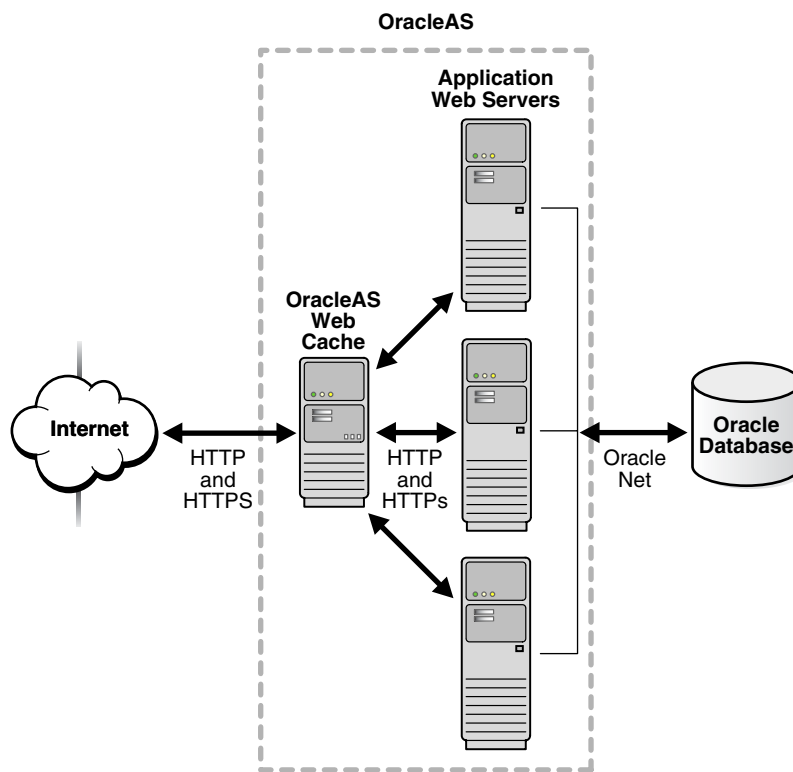 OracleAS
Application
Web Servers
OracleAS
Web
Cache
Internet
HTTP
and
HTTPS
HTTP
and
HTTPs
Oracle
Net
Oracle
Database